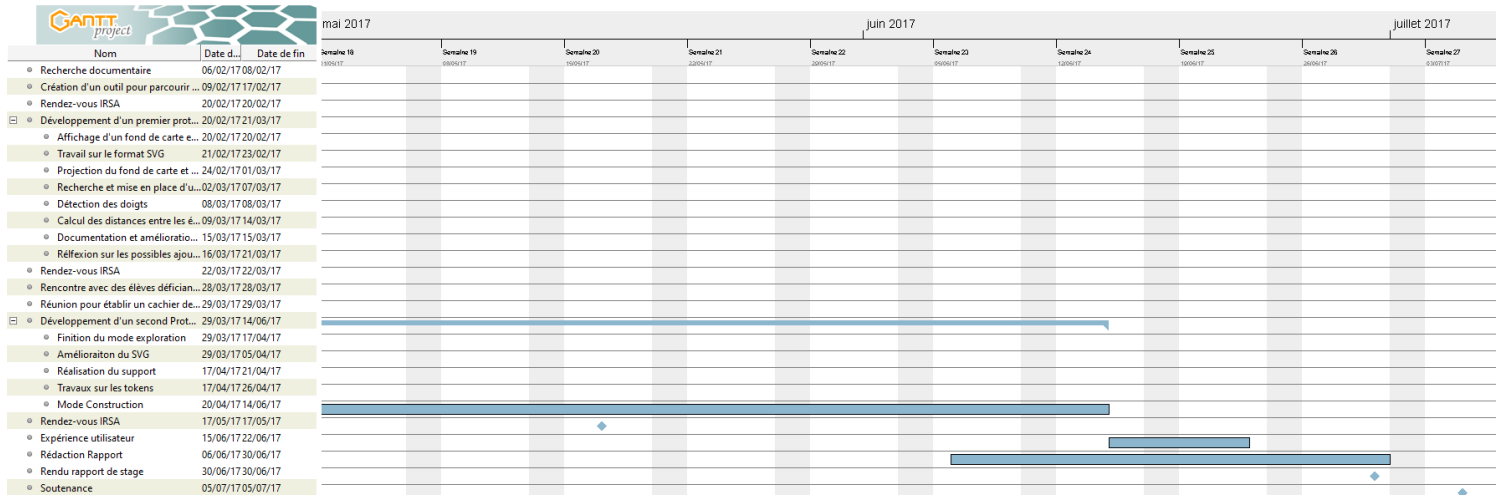 GANTT
project
mai 2017
juin 2017
juillet 2017
Nom Date d... Date de fin
Semaine 19 Semaine 20 Semaine 21 Semaine 22 Semaine 23 Semaine 24 Semaine 25 Semaine 26 Semaine 27
Recherche documentaire 06/02/17 08/02/17
Création d'un outil pour parcourir ... 09/02/17 17/02/17
Rendez-vous IRSA 20/02/17 20/02/17
Développement d'un premier prot... 20/02/17 21/03/17
Affichage d'un fond de carte e... 20/02/17 20/02/17
Travail sur le format SVG 21/02/17 23/02/17
Projection du fond de carte et ... 24/02/17 01/03/17
Recherche et mise en place d'u... 02/03/17 07/03/17
Détection des doigts 08/03/17 08/03/17
Calcul des distances entre les é... 09/03/17 14/03/17
Documentation et amélioratio... 15/03/17 15/03/17
Rélfexion sur les possibles ajou... 16/03/17 21/03/17
Rendez-vous IRSA 22/03/17 22/03/17
Rencontre avec des élèves défician... 28/03/17 28/03/17
Réunion pour établir un cachier de... 29/03/17 29/03/17
Développement d'un second Prot... 29/03/17 14/06/17
Finition du mode exploration 29/03/17 17/04/17
Amélioraiton du SVG 29/03/17 05/04/17
Réalisation du support 17/04/17 21/04/17
Travaux sur les tokens 17/04/17 26/04/17
Mode Construction 20/04/17 14/06/17
Rendez-vous IRSA 17/05/17 17/05/17
Expérience utilisateur 15/06/17 22/06/17
Rédaction Rapport 06/06/17 30/06/17
Rendu rapport de stage 30/06/17 30/06/17
Soutenance 05/07/17 05/07/17